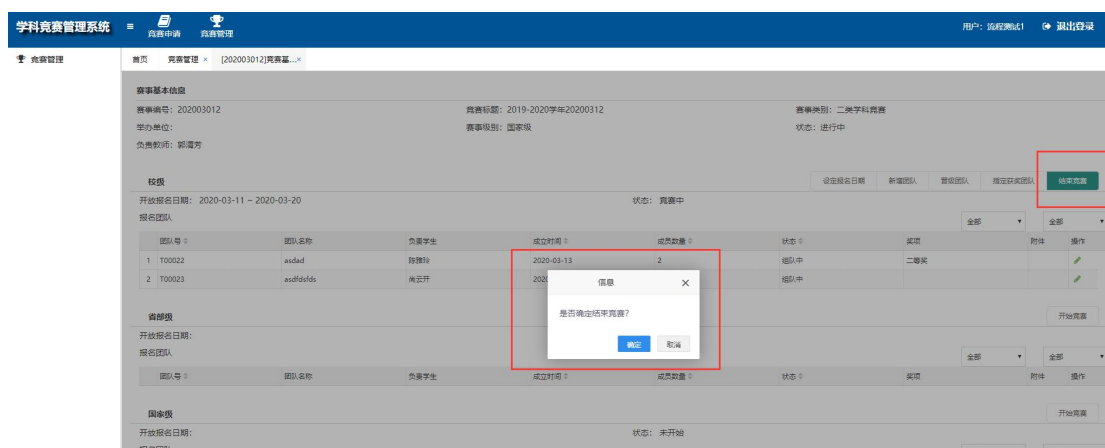 学科竞赛管理系统 竞赛申请 竞赛管理 用户：流程测试1 退出登录
竞赛管理 首页 竞赛管理 × [202003012]竞赛基...×
赛事基本信息
赛事编号：202003012 竞赛标题：2019-2020学年20200312 赛事类别：二类学科竞赛
举办单位： 赛事级别：国家级 状态：进行中
负责教师：
校级 设定报名日期 新增团队 晋级团队 指定获奖团队 结束竞赛
开放报名日期：2020-03-11 ~ 2020-03-20 状态：竞赛中
报名团队 全部 全部
团队号 团队名称 负责学生 成立时间 成员数量 状态 奖项 附件 操作
1 T00022 asdad 陈雅玲 2020-03-13 2 组队中 二等奖
2 T00023 asdfdsfds 尚云开 202 组队中
信息
是否确定结束竞赛？
确定 取消
省部级 开始竞赛
开放报名日期：
报名团队 全部 全部
团队号 团队名称 负责学生 成立时间 成员数量 状态 奖项 附件 操作
国家级 开始竞赛
开放报名日期： 状态：未开始